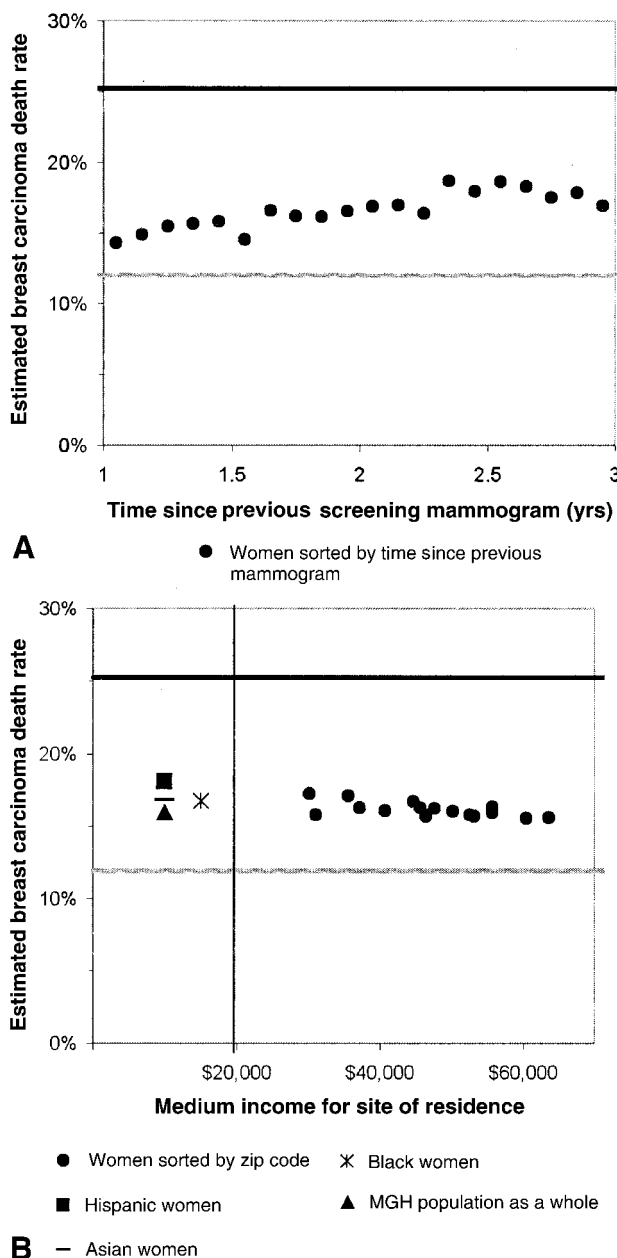 30%
20%
10%
0%
Estimated breast carcinoma death rate
1
1.5
2
2.5
3
Time since previous screening mammogram (yrs)
A
Women sorted by time since previous
mammogram
30%
20%
10%
0%
Estimated breast carcinoma death rate
$20,000
$40,000
$60,000
Medium income for site of residence
Women sorted by zip code
Black women
Hispanic women
MGH population as a whole
B
Asian women